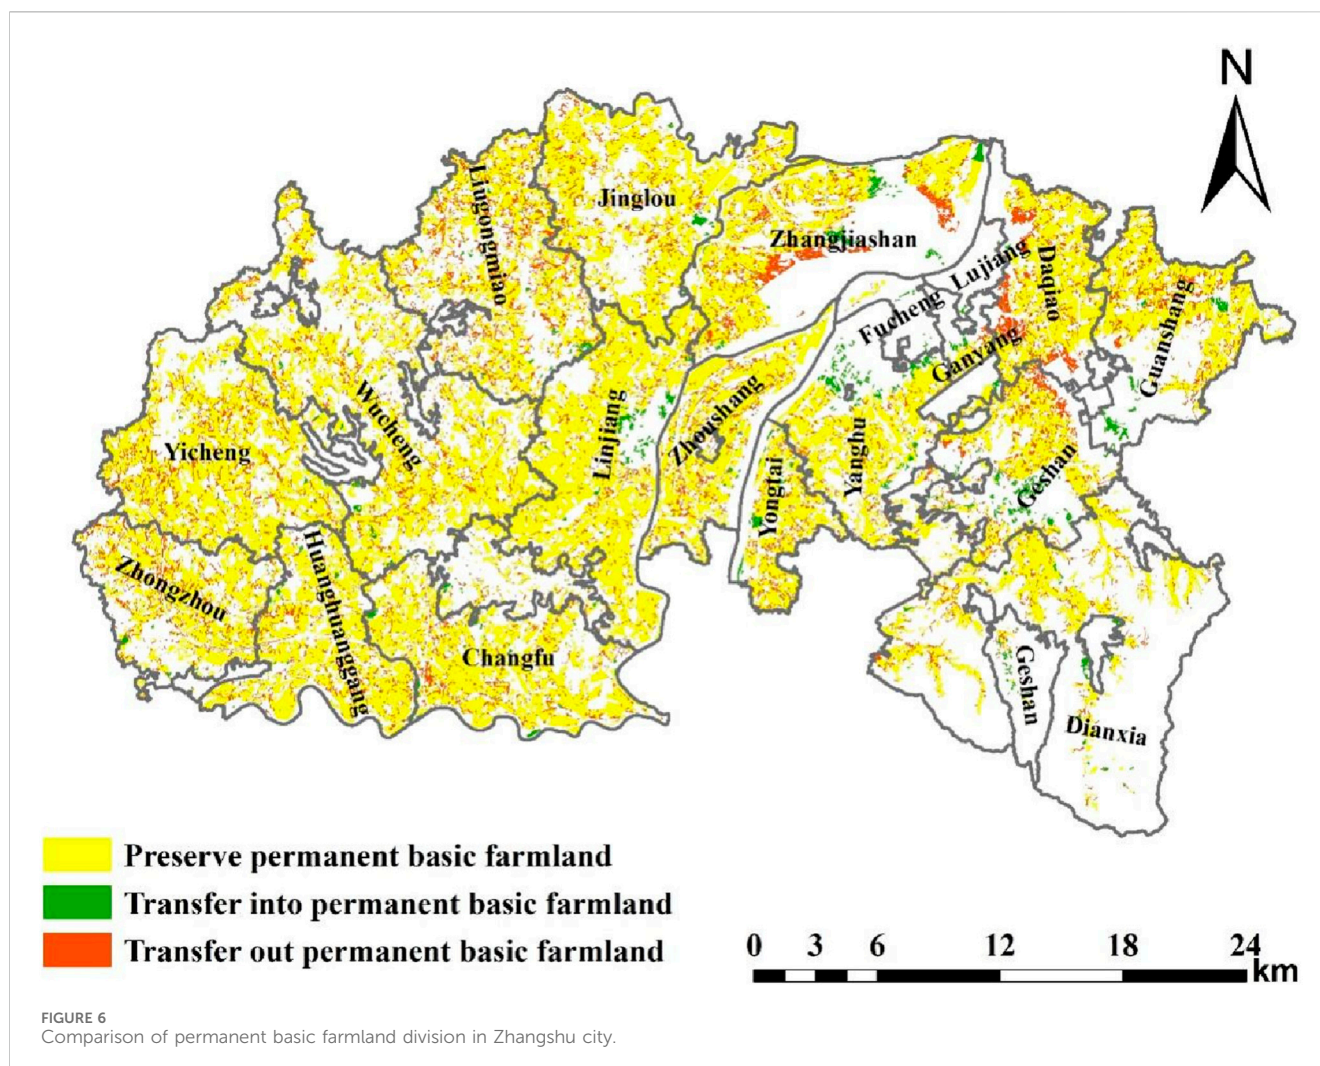 N
Jinglou
Liugongmiao
Zhangjiashan
Lujiang
Daqiao
Fucheng
Guanshang
Ganyang
Wucheng
Linjiang
Zhoushang
Yicheng
Yanghu
Yongtai
Geshan
Zhongzhou
Huanghuanggang
Changfu
Geshan
Dianxia
Preserve permanent basic farmland
Transfer into permanent basic farmland
Transfer out permanent basic farmland
0 3 6 12 18 24
km
FIGURE 6
Comparison of permanent basic farmland division in Zhangshu city.